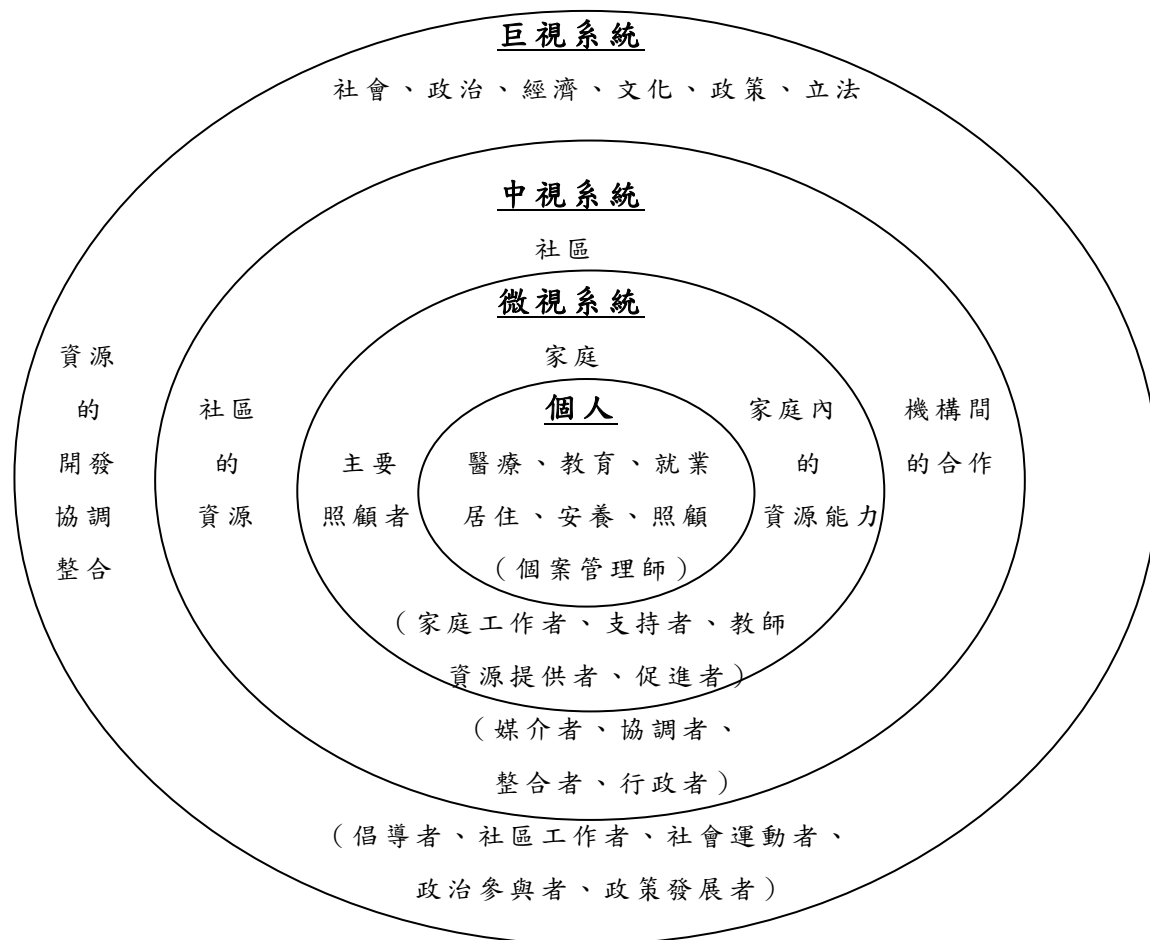 巨視系統
社會、政治、經濟、文化、政策、立法
中視系統
社區
微視系統
家庭
個人
醫療、教育、就業
居住、安養、照顧
（個案管理師）
資源
的
開發
協調
整合
社區
的
資源
主要
照顧者
家庭內
的
資源能力
機構間
的合作
（家庭工作者、支持者、教師
資源提供者、促進者）
（媒介者、協調者、
整合者、行政者）
（倡導者、社區工作者、社會運動者、
政治參與者、政策發展者）